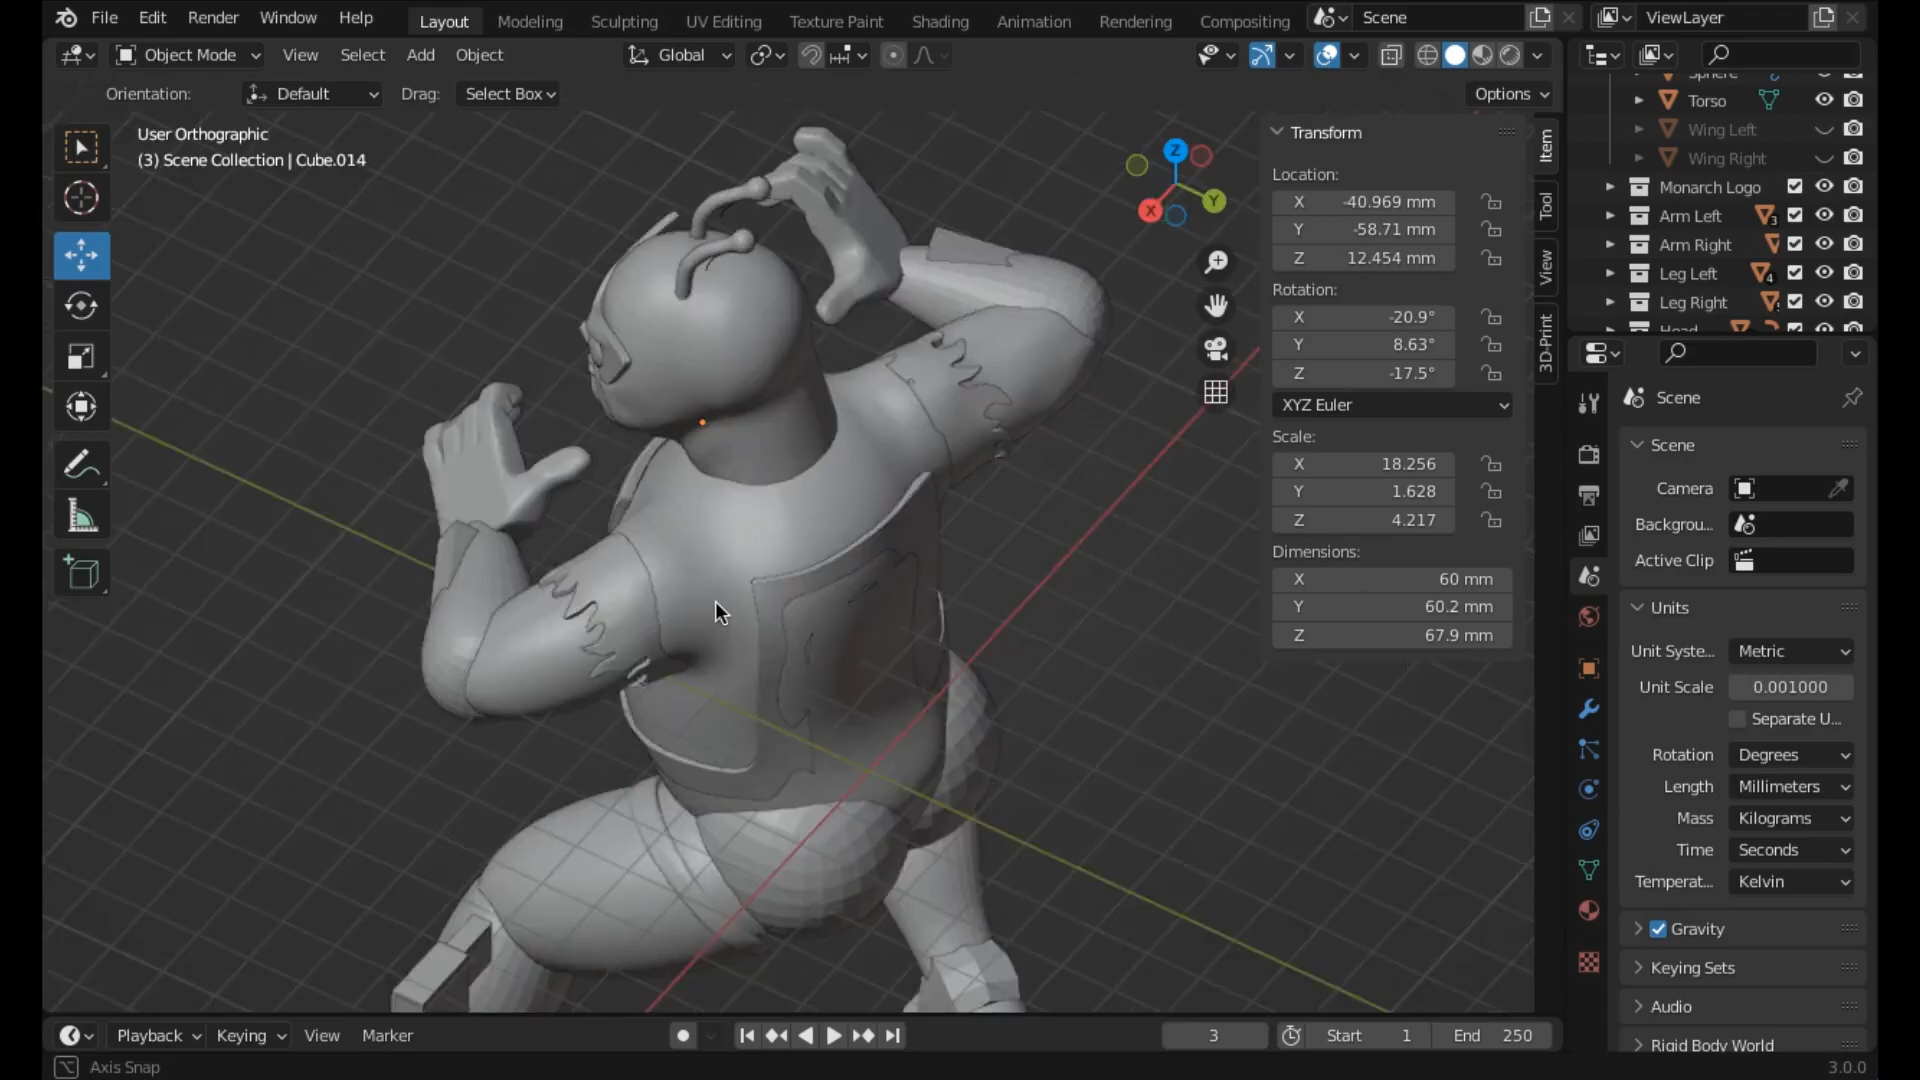 File Edit Render Window Help Layout Modeling Sculpting UV Editing Texture Paint Shading Animation Rendering Compositing Scene ViewLayer
Object Mode View Select Add Object Global
Orientation: Default Drag: Select Box Options
User Orthographic
(3) Scene Collection | Cube.014
Z
Y
X
Transform
Location:
X -40.969 mm
Y -58.71 mm
Z 12.454 mm
Rotation:
X -20.9°
Y 8.63°
Z -17.5°
XYZ Euler
Scale:
X 18.256
Y 1.628
Z 4.217
Dimensions:
X 60 mm
Y 60.2 mm
Z 67.9 mm
Item
Tool
View
3D-Print
Sphere
Torso
Wing Left
Wing Right
Monarch Logo
Arm Left 3
Arm Right
Leg Left 4
Leg Right
Head
Scene
Scene
Camera
Backgrou...
Active Clip
Units
Unit Syste... Metric
Unit Scale 0.001000
Separate U...
Rotation Degrees
Length Millimeters
Mass Kilograms
Time Seconds
Temperat... Kelvin
Gravity
Keying Sets
Audio
Rigid Body World
Playback Keying View Marker 3 Start 1 End 250
Axis Snap 3.0.0